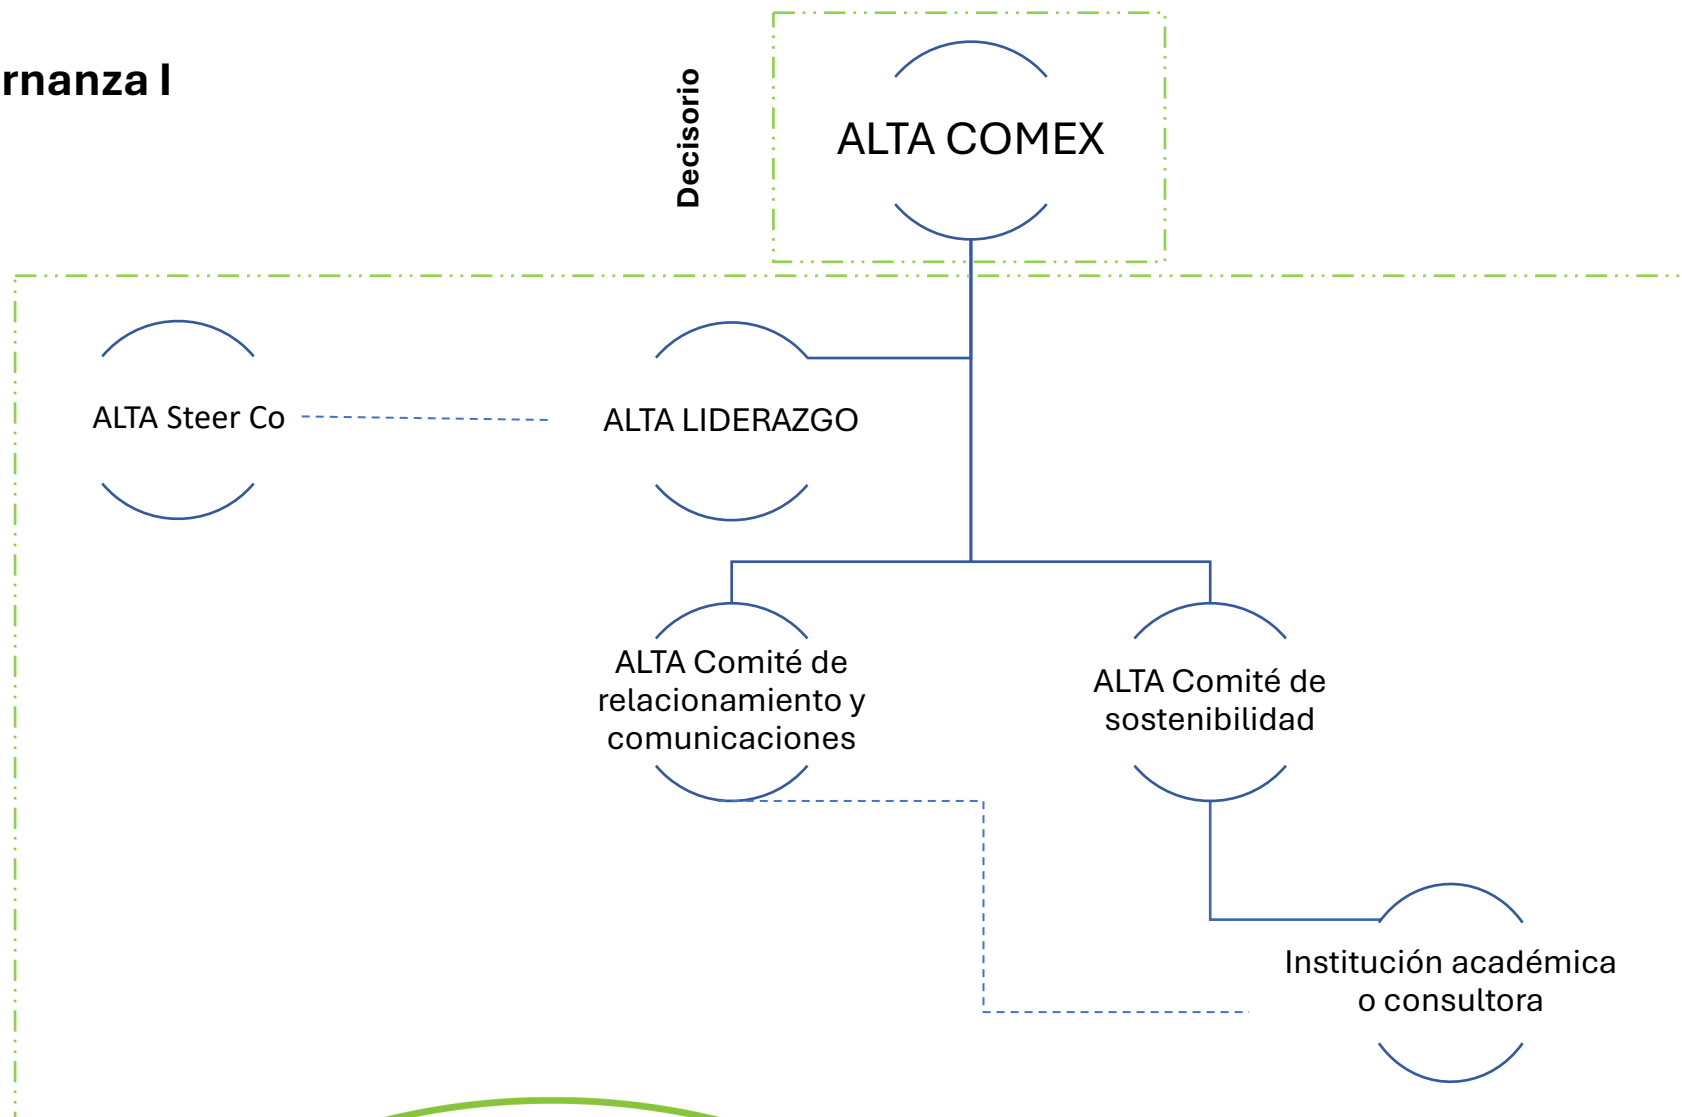 rnanza I
Decisorio
ALTA COMEX
ALTA Steer Co
ALTA LIDERAZGO
ALTA Comité de
relacionamiento y
comunicaciones
ALTA Comité de
sostenibilidad
Institución académica
o consultora